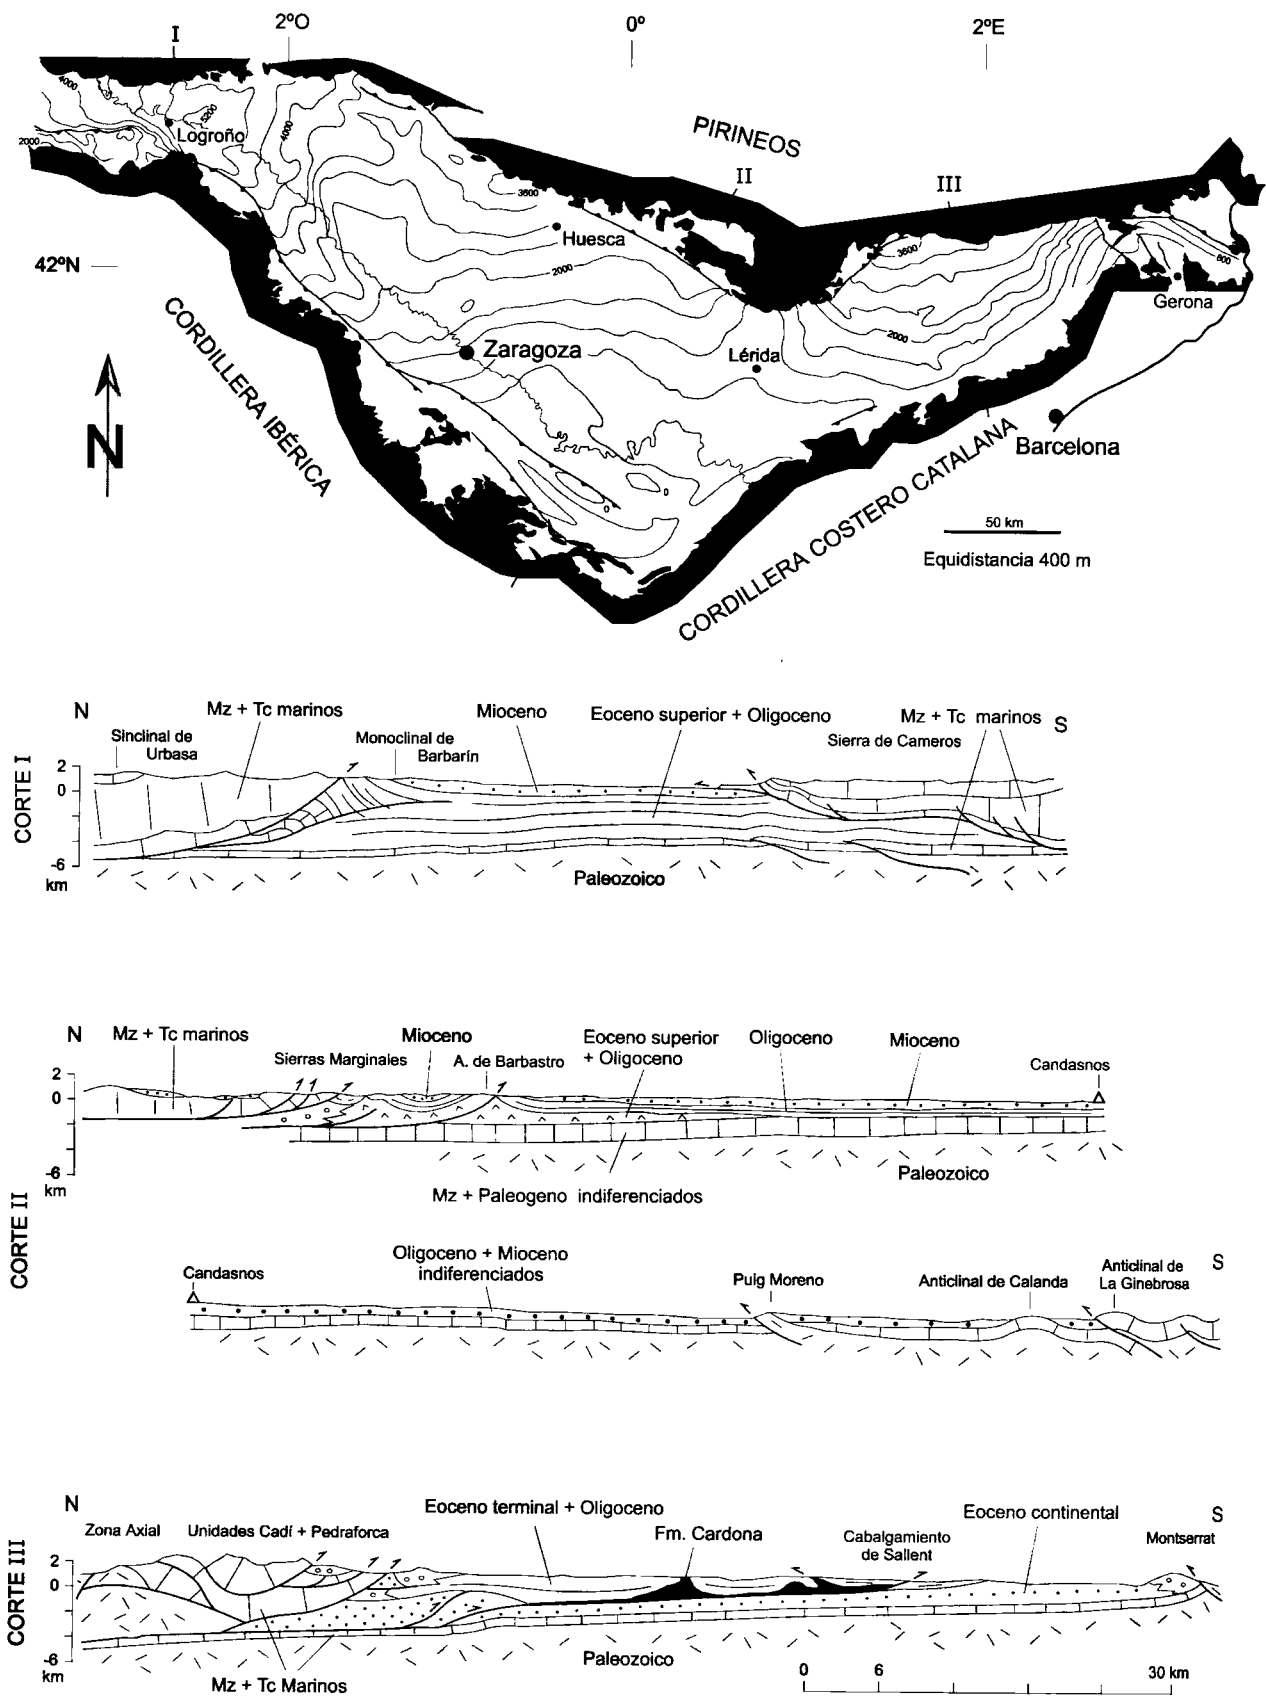 I
2ºO
0º
2ºE
4000
5200
4000
Logroño
2000
PIRINEOS
II
III
3600
Huesca
3600
800
42ºN
2000
Gerona
CORDILLERA IBÉRICA
Zaragoza
Lérida
2000
N
Barcelona
CORDILLERA COSTERO CATALANA
50 km
Equidistancia 400 m
CORTE I
N
Mz + Tc marinos
Mioceno
Eoceno superior + Oligoceno
Mz + Tc marinos
S
Sinclinal de
Urbasa
Monoclinal de
Barbarín
Sierra de Cameros
2
0
-6
km
Paleozoico
CORTE II
N
Mz + Tc marinos
Mioceno
Eoceno superior
+ Oligoceno
Oligoceno
Mioceno
Sierras Marginales
A. de Barbastro
Candasnos
2
0
-6
km
Paleozoico
Mz + Paleogeno indiferenciados
Candasnos
Oligoceno + Mioceno
indiferenciados
Puig Moreno
Anticlinal de Calanda
Anticlinal de
La Ginebrosa
S
CORTE III
N
Zona Axial
Unidades Cadí + Pedraforca
Eoceno terminal + Oligoceno
Fm. Cardona
Cabalgamiento
de Sallent
Eoceno continental
Montserrat
S
2
0
-6
km
Mz + Tc Marinos
Paleozoico
0
6
30 km